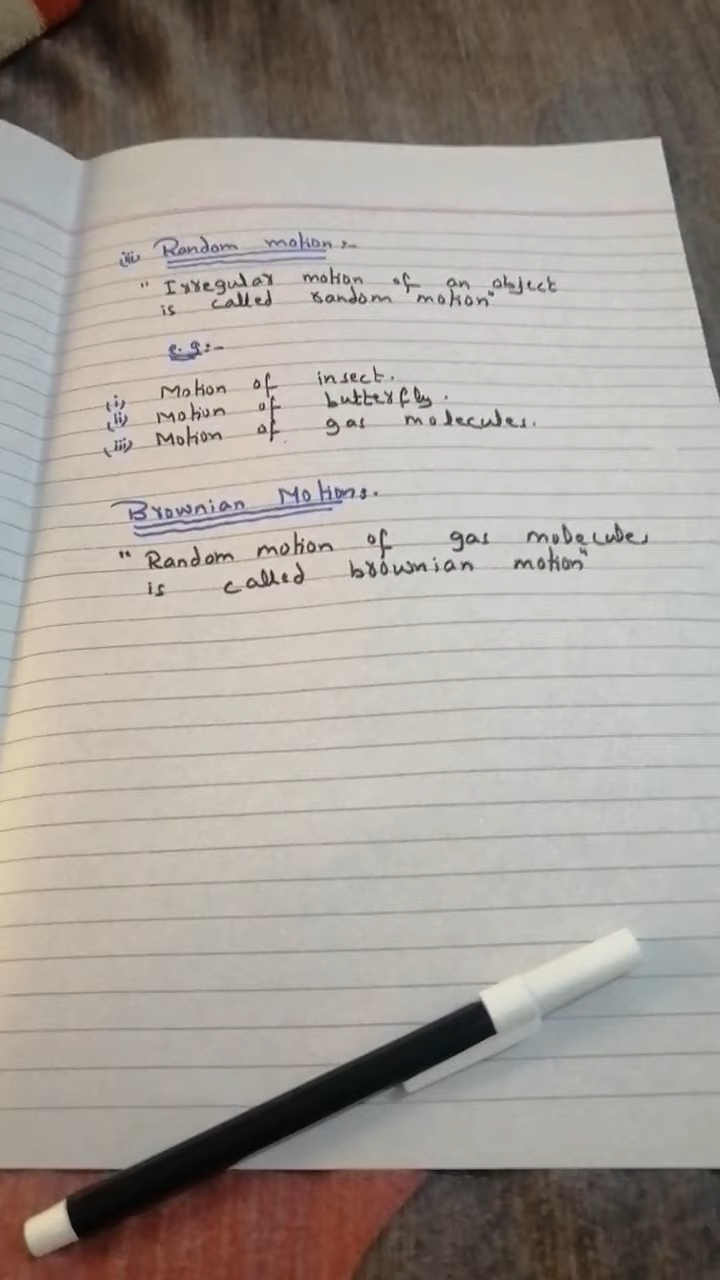 (iii) Random motion :-
" Irregular motion of an object
is called random "motion"
e.g:-
(i) Motion of insect.
(ii) Motion of butterfly.
(iii) Motion of gas molecules.
Brownian Motions.
" Random motion of gas molecules
is called brownian motion"